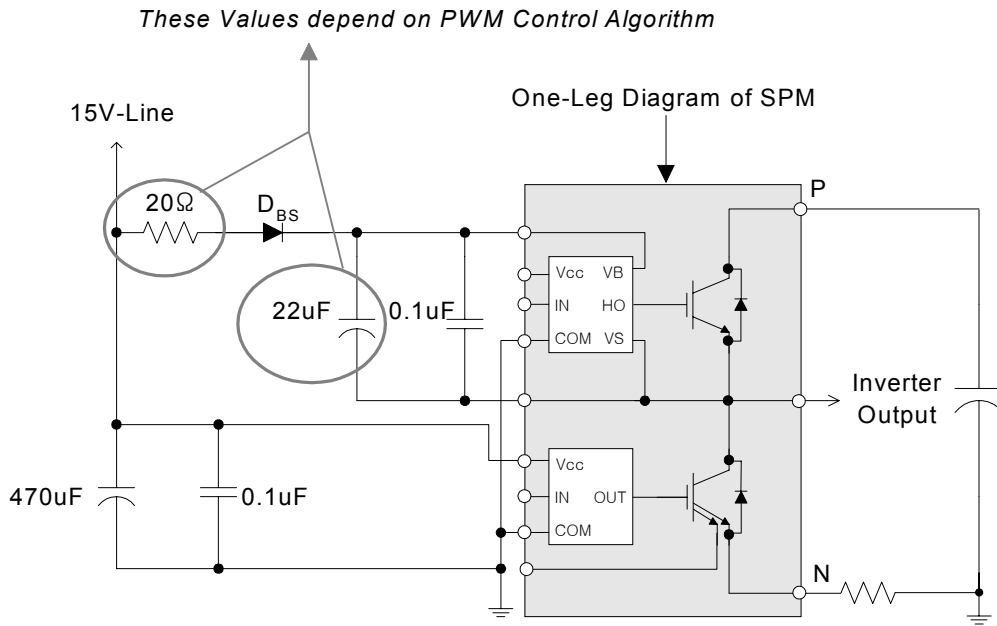 These Values depend on PWM Control Algorithm
One-Leg Diagram of SPM
15V-Line
P
20Ω
DBS
Vcc
VB
22uF
0.1uF
IN
HO
COM
VS
Inverter
Output
Vcc
470uF
0.1uF
IN
OUT
COM
N